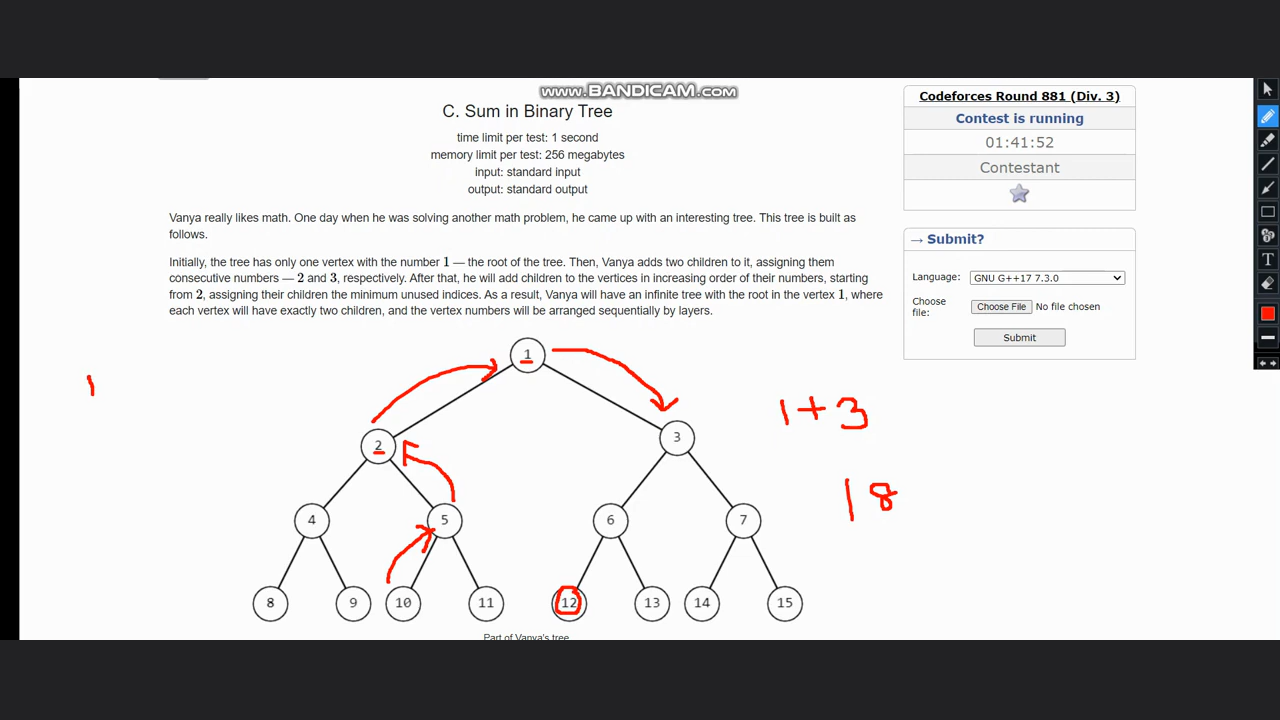 www.BANDICAM.com
C. Sum in Binary Tree
time limit per test: 1 second
memory limit per test: 256 megabytes
input: standard input
output: standard output
Vanya really likes math. One day when he was solving another math problem, he came up with an interesting tree. This tree is built as
follows.
Initially, the tree has only one vertex with the number 1 — the root of the tree. Then, Vanya adds two children to it, assigning them
consecutive numbers — 2 and 3, respectively. After that, he will add children to the vertices in increasing order of their numbers, starting
from 2, assigning their children the minimum unused indices. As a result, Vanya will have an infinite tree with the root in the vertex 1, where
each vertex will have exactly two children, and the vertex numbers will be arranged sequentially by layers.
1
1
2 3
1+3
18
4 5 6 7
8 9 10 11 12 13 14 15
Part of Vanya's tree.
Codeforces Round 881 (Div. 3)
Contest is running
01:41:52
Contestant
→ Submit?
Language: GNU G++17 7.3.0
Choose file: Choose File No file chosen
Submit
T